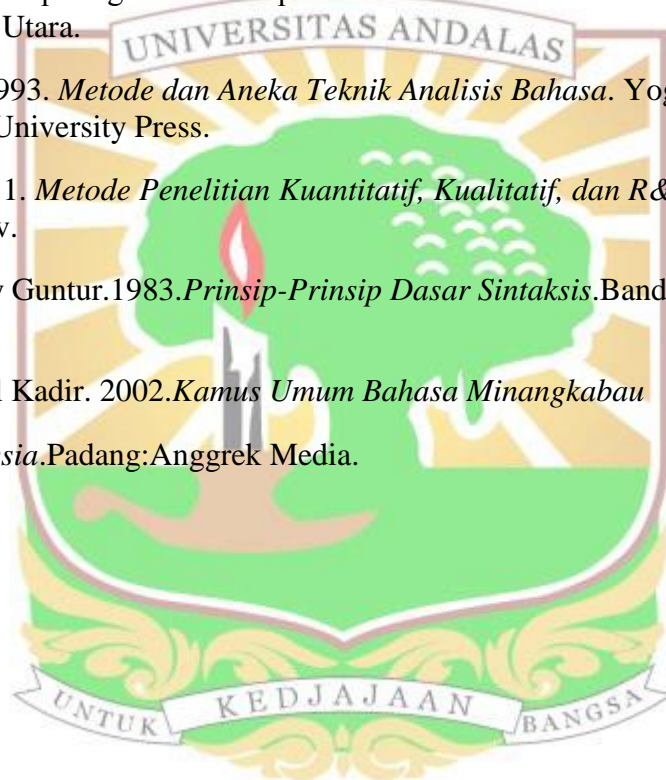 Utara.
UNIVERSITAS ANDALAS
1993. Metode dan Aneka Teknik Analisis Bahasa. Yog
University Press.
1. Metode Penelitian Kuantitatif, Kualitatif, dan R&
v.
Guntur.1983.Prinsip-Prinsip Dasar Sintaksis.Band
Kadir. 2002.Kamus Umum Bahasa Minangkabau
sia.Padang:Anggrek Media.
UNTUK KEDJAJAAN BANGSA